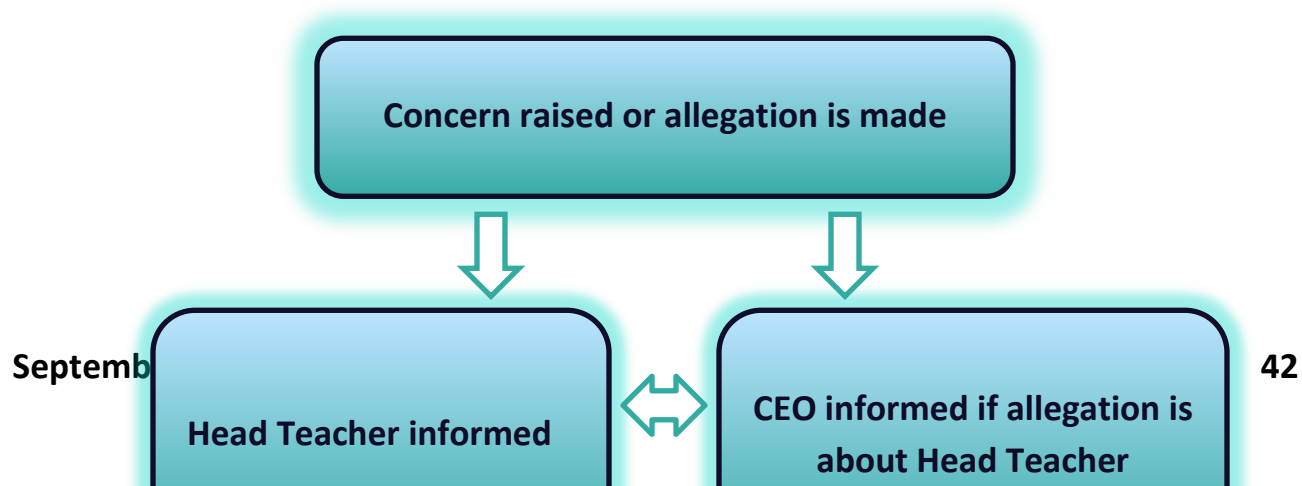 Concern raised or allegation is made
Septemb
42
Head Teacher informed
CEO informed if allegation is
about Head Teacher